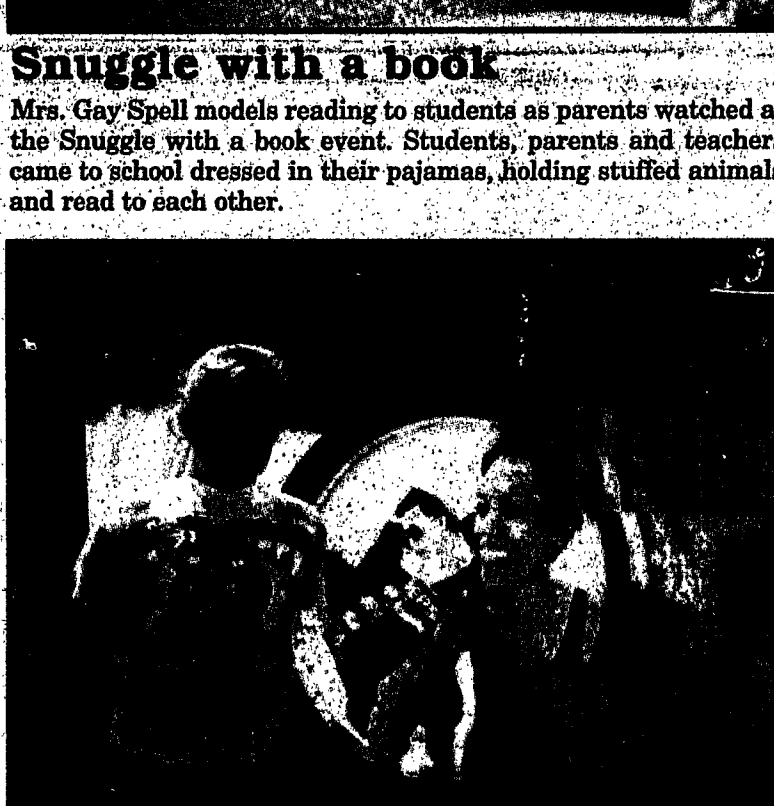 Snuggle with a book
Mrs. Gay Spell models reading to students as parents watched a
the Snuggle with a book event. Students, parents and teacher
came to school dressed in their pajamas, holding stuffed animal
and read to each other.